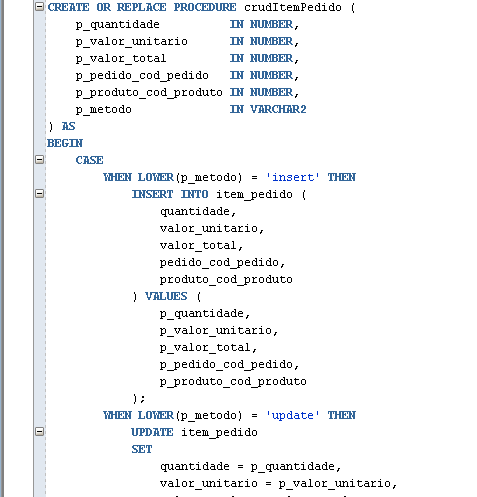 CREATE OR REPLACE PROCEDURE crudItemPedido (
    p_quantidade          IN NUMBER,
    p_valor_unitario      IN NUMBER,
    p_valor_total         IN NUMBER,
    p_pedido_cod_pedido   IN NUMBER,
    p_produto_cod_produto IN NUMBER,
    p_metodo              IN VARCHAR2
) AS
BEGIN
    CASE
        WHEN LOWER(p_metodo) = 'insert' THEN
            INSERT INTO item_pedido (
                quantidade,
                valor_unitario,
                valor_total,
                pedido_cod_pedido,
                produto_cod_produto
            ) VALUES (
                p_quantidade,
                p_valor_unitario,
                p_valor_total,
                p_pedido_cod_pedido,
                p_produto_cod_produto
            );
        WHEN LOWER(p_metodo) = 'update' THEN
            UPDATE item_pedido
            SET
                quantidade = p_quantidade,
                valor_unitario = p_valor_unitario,